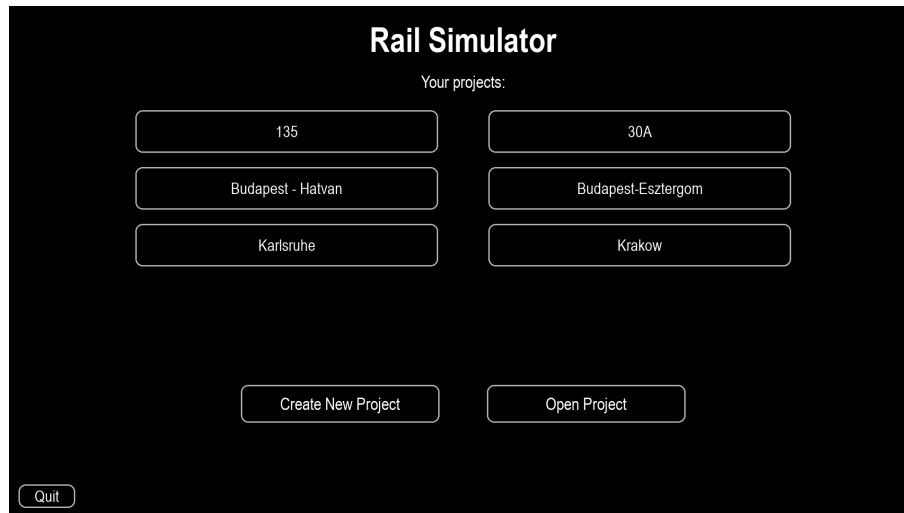 Rail Simulator
Your projects:
135
30A
Budapest - Hatvan
Budapest-Esztergom
Karlsruhe
Krakow
Create New Project
Open Project
Quit